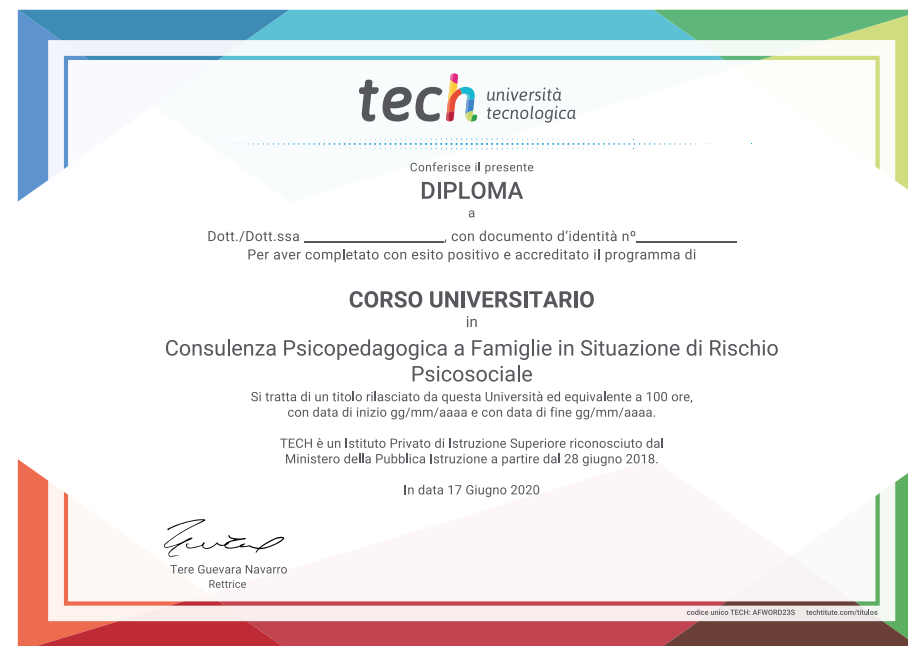 tech università
tecnologica
Conferisce il presente
DIPLOMA
a
Dott./Dott.ssa ____________________, con documento d'identità nº______________
Per aver completato con esito positivo e accreditato il programma di
CORSO UNIVERSITARIO
in
Consulenza Psicopedagogica a Famiglie in Situazione di Rischio
Psicosociale
Si tratta di un titolo rilasciato da questa Università ed equivalente a 100 ore,
con data di inizio gg/mm/aaaa e con data di fine gg/mm/aaaa.
TECH è un Istituto Privato di Istruzione Superiore riconosciuto dal
Ministero della Pubblica Istruzione a partire dal 28 giugno 2018.
In data 17 Giugno 2020
Tere Guevara Navarro
Rettrice
codice unico TECH: AFWORD23S techtitute.com/titulos